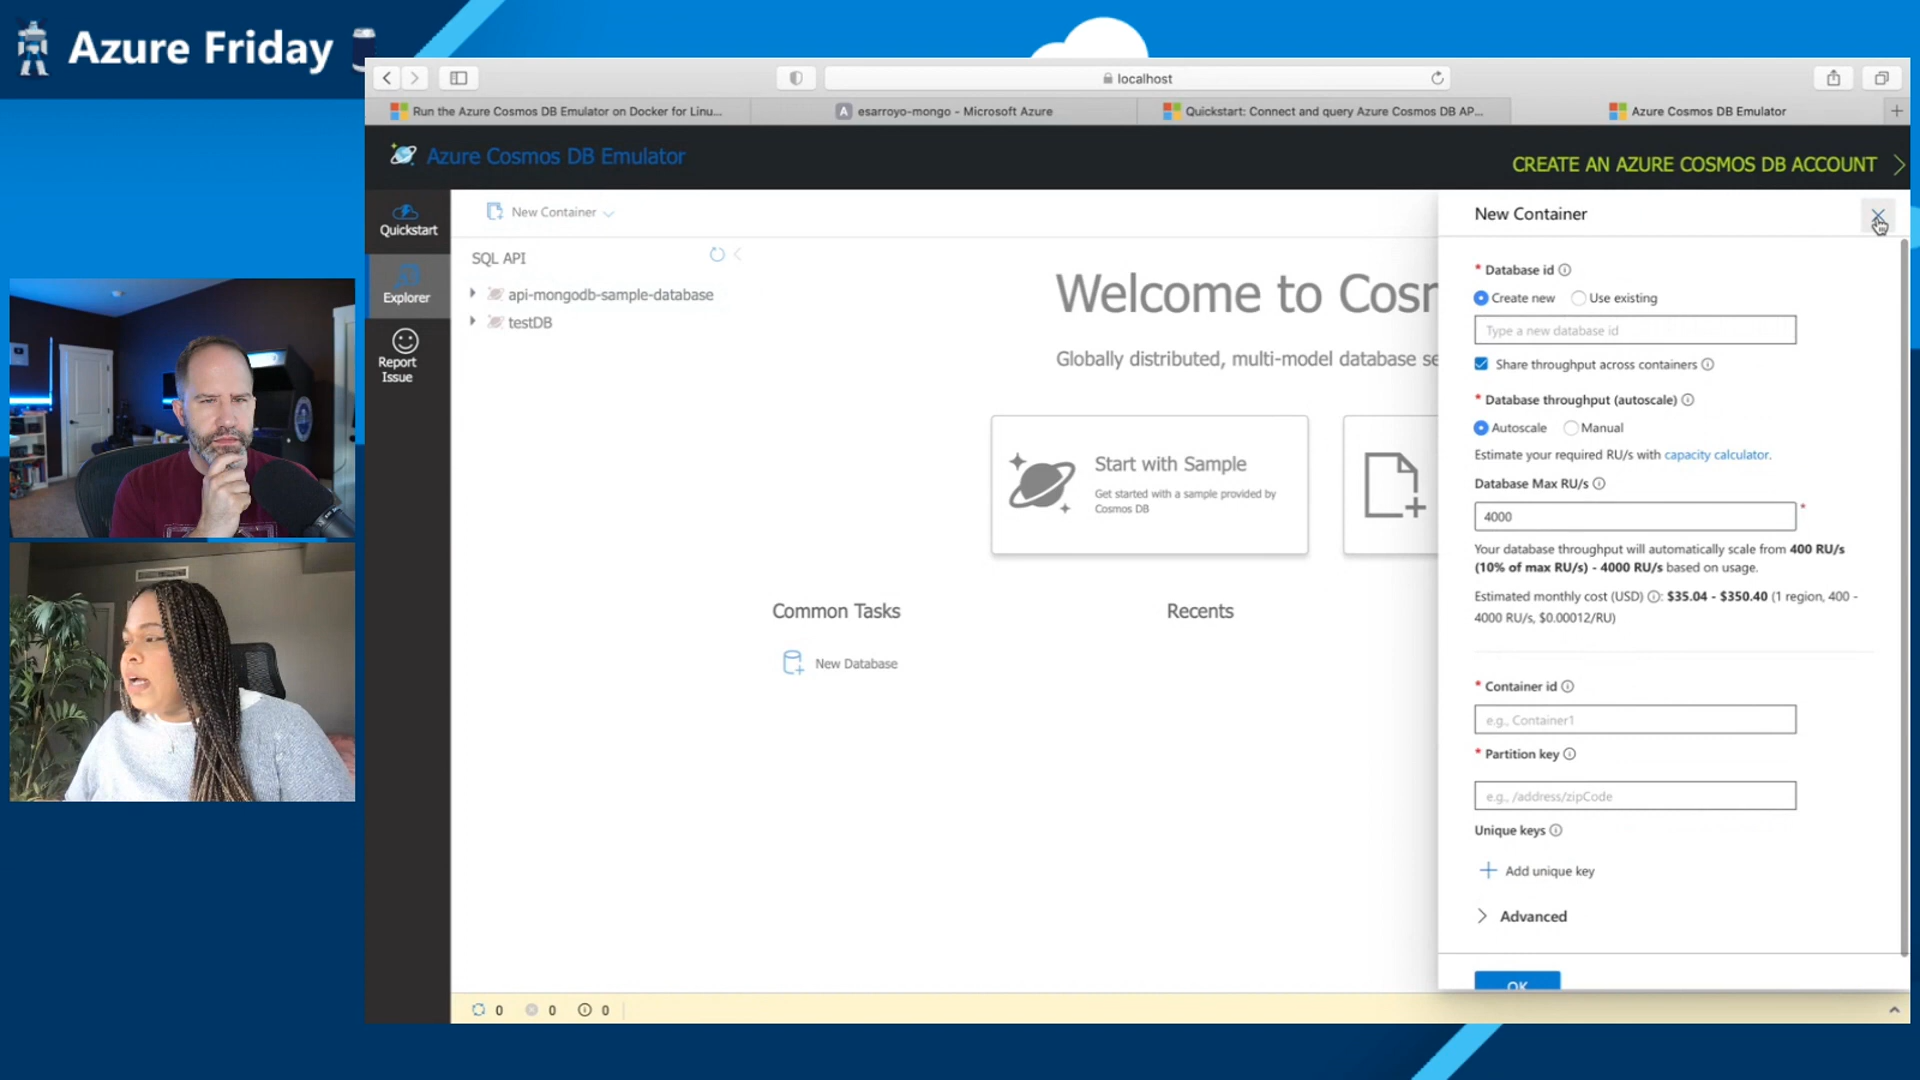 Azure Friday
localhost
Run the Azure Cosmos DB Emulator on Docker for Linu...
esarroyo-mongo - Microsoft Azure
Quickstart: Connect and query Azure Cosmos DB AP...
Azure Cosmos DB Emulator
Azure Cosmos DB Emulator
CREATE AN AZURE COSMOS DB ACCOUNT
Quickstart
Explorer
Report
Issue
New Container
SQL API
api-mongodb-sample-database
testDB
Welcome to Cosm
Globally distributed, multi-model database se
Start with Sample
Get started with a sample provided by
Cosmos DB
Common Tasks
New Database
Recents
New Container
* Database id
Create new
Use existing
Type a new database id
Share throughput across containers
* Database throughput (autoscale)
Autoscale
Manual
Estimate your required RU/s with capacity calculator.
Database Max RU/s
4000 *
Your database throughput will automatically scale from 400 RU/s
(10% of max RU/s) - 4000 RU/s based on usage.
Estimated monthly cost (USD) : $35.04 - $350.40 (1 region, 400 -
4000 RU/s, $0.00012/RU)
* Container id
e.g., Container1
* Partition key
e.g., /address/zipCode
Unique keys
Add unique key
Advanced
OK
0 0 0